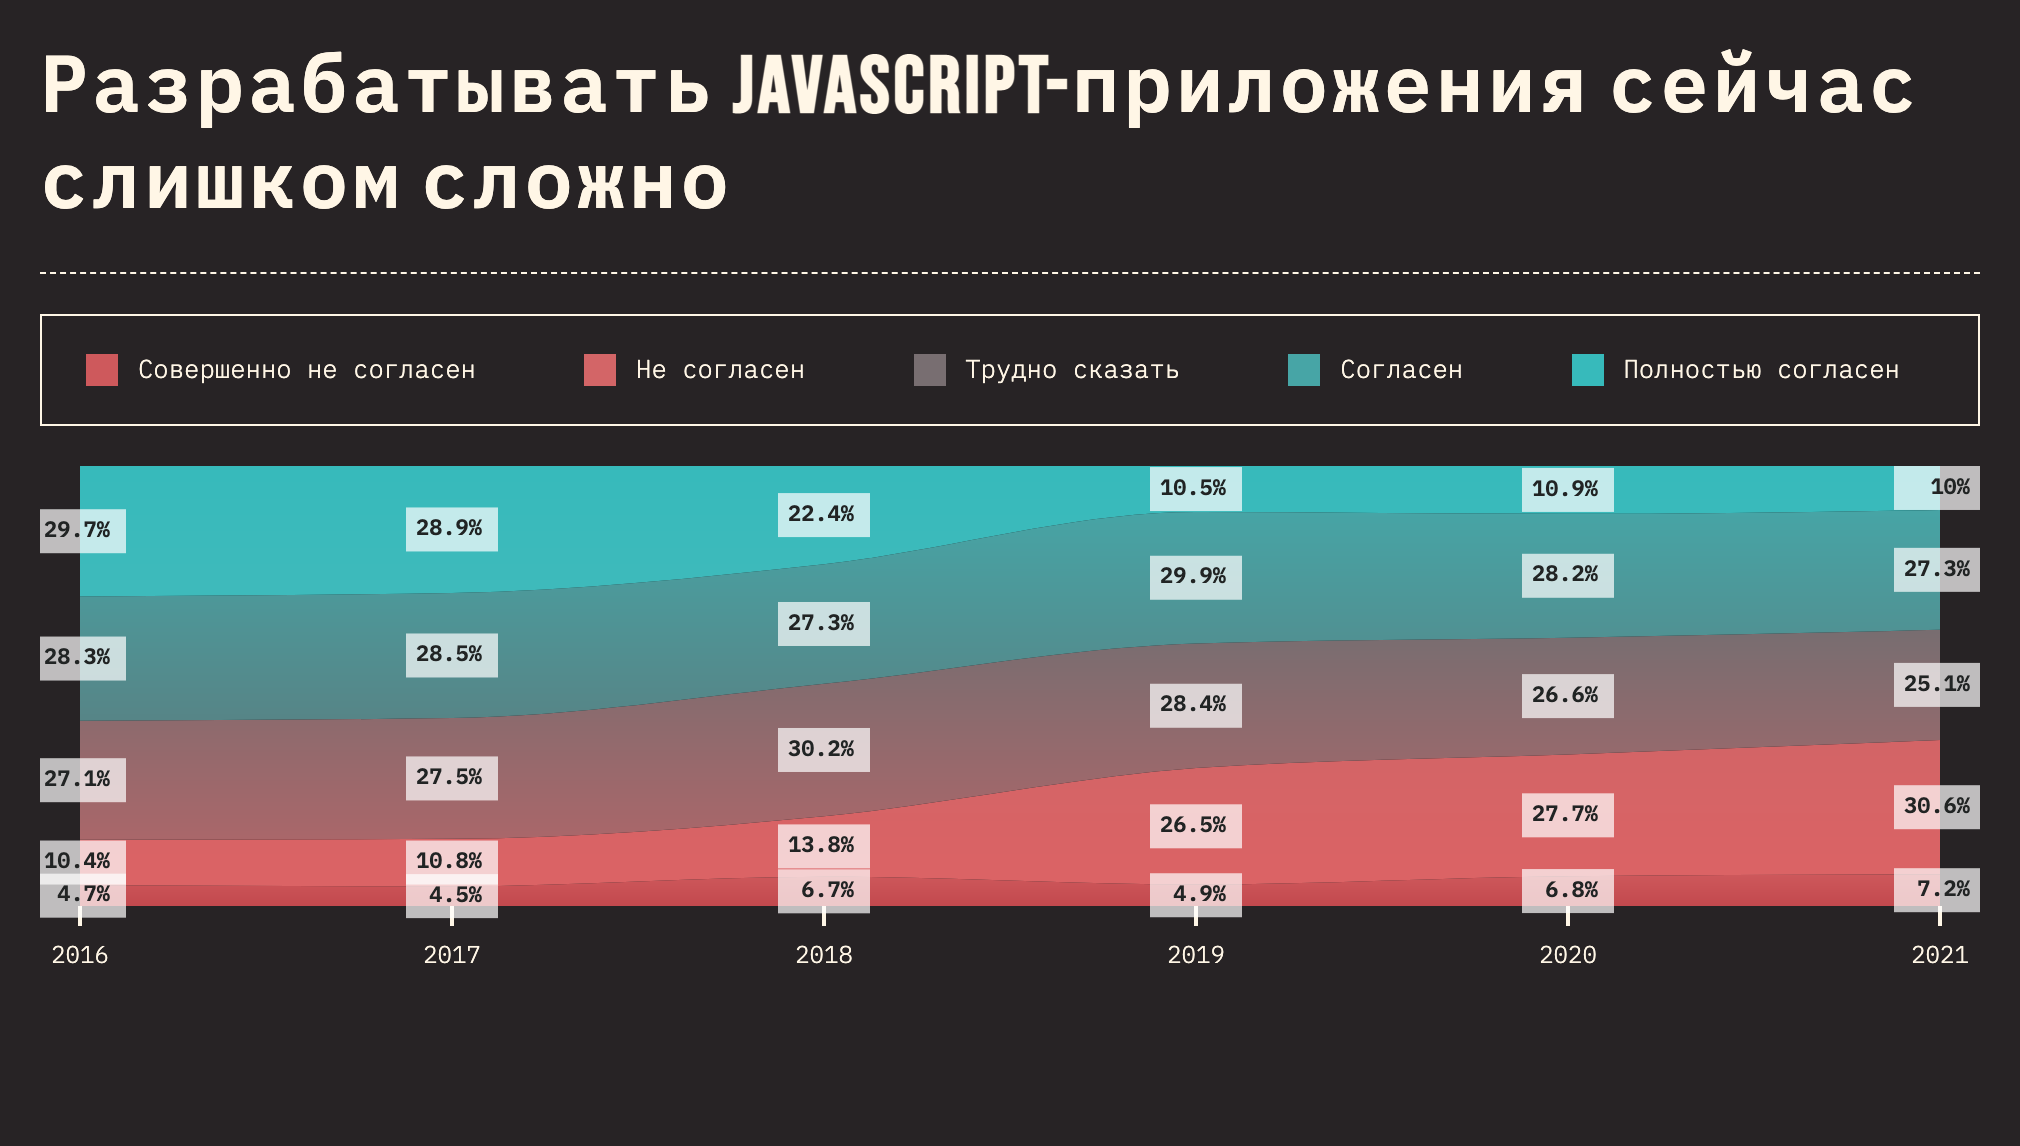 Разрабатывать JAVASCRIPT-приложения сейчас
слишком сложно
Совершенно не согласен Не согласен Трудно сказать Согласен Полностью согласен
29.7% 28.9% 22.4% 10.5% 10.9% 10%
28.3% 28.5% 27.3% 29.9% 28.2% 27.3%
27.1% 27.5% 30.2% 28.4% 26.6% 25.1%
10.4% 10.8% 13.8% 26.5% 27.7% 30.6%
4.7% 4.5% 6.7% 4.9% 6.8% 7.2%
2016 2017 2018 2019 2020 2021